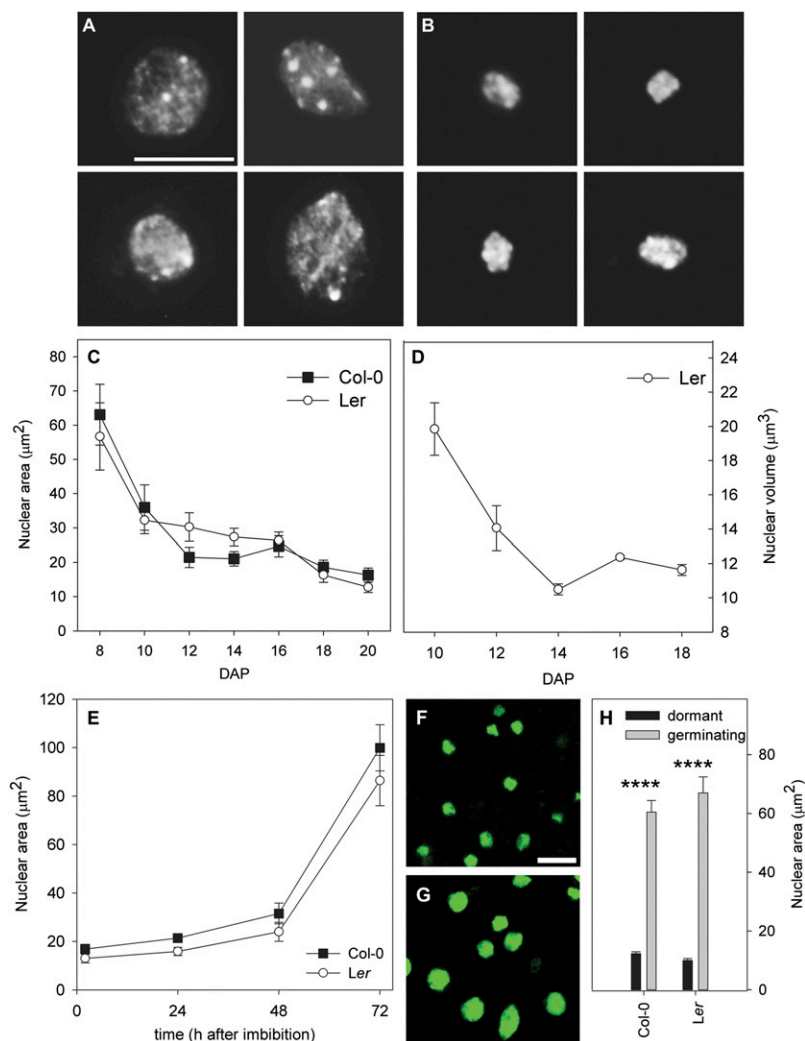 A
B
C
Col-0
Ler
Nuclear area (μm²)
80
70
60
50
40
30
20
10
0
8 10 12 14 16 18 20
DAP
D
Ler
Nuclear volume (μm³)
24
22
20
18
16
14
12
10
8
10 12 14 16 18
DAP
E
Nuclear area (μm²)
120
100
80
60
40
20
0
Col-0
Ler
0 24 48 72
time (h after imbibition)
F
G
H
dormant
germinating
****
****
80
60
40
20
0
Nuclear area (μm²)
Col-0
Ler